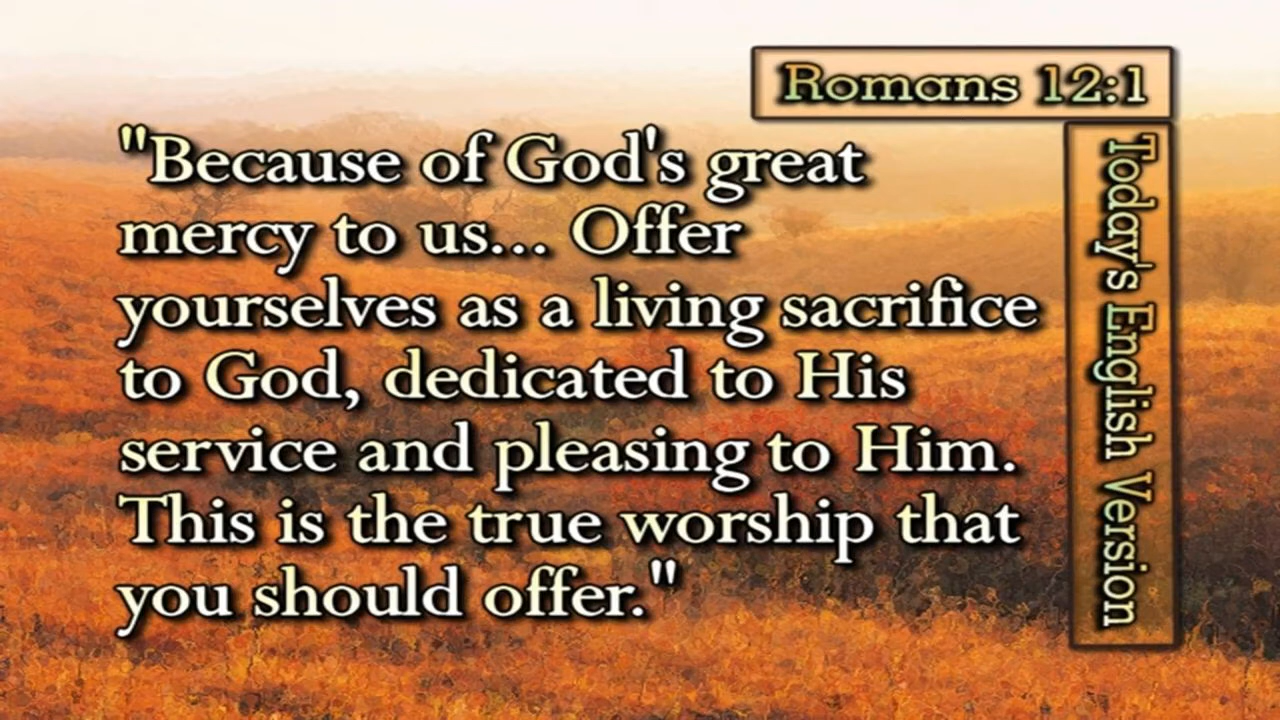 Romans 12:1
Today's English Version
"Because of God's great
mercy to us... Offer
yourselves as a living sacrifice
to God, dedicated to His
service and pleasing to Him.
This is the true worship that
you should offer."